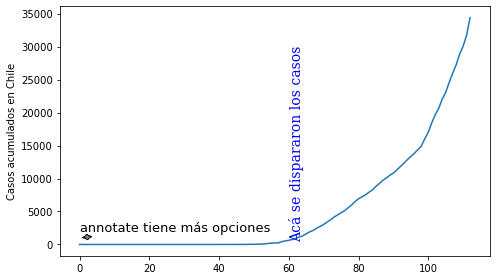 35000
30000
25000
20000
15000
10000
5000
0
Casos acumulados en Chile
annotate tiene más opciones
Acá se dispararon los casos
0 20 40 60 80 100